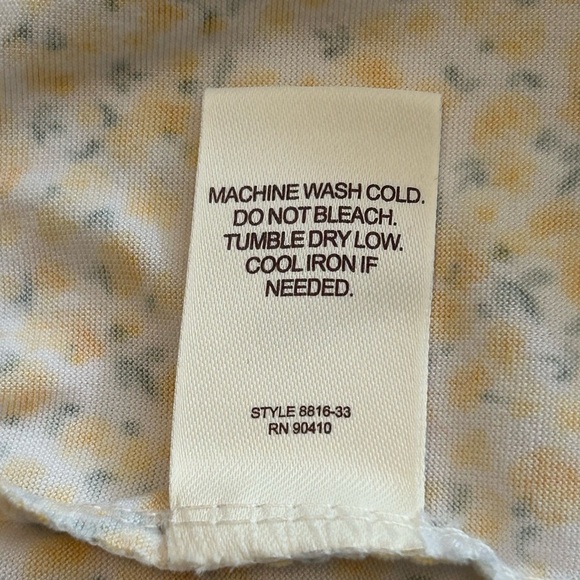 MACHINE WASH COLD.
DO NOT BLEACH.
TUMBLE DRY LOW.
COOL IRON IF
NEEDED.
STYLE 8816-33
RN 90410